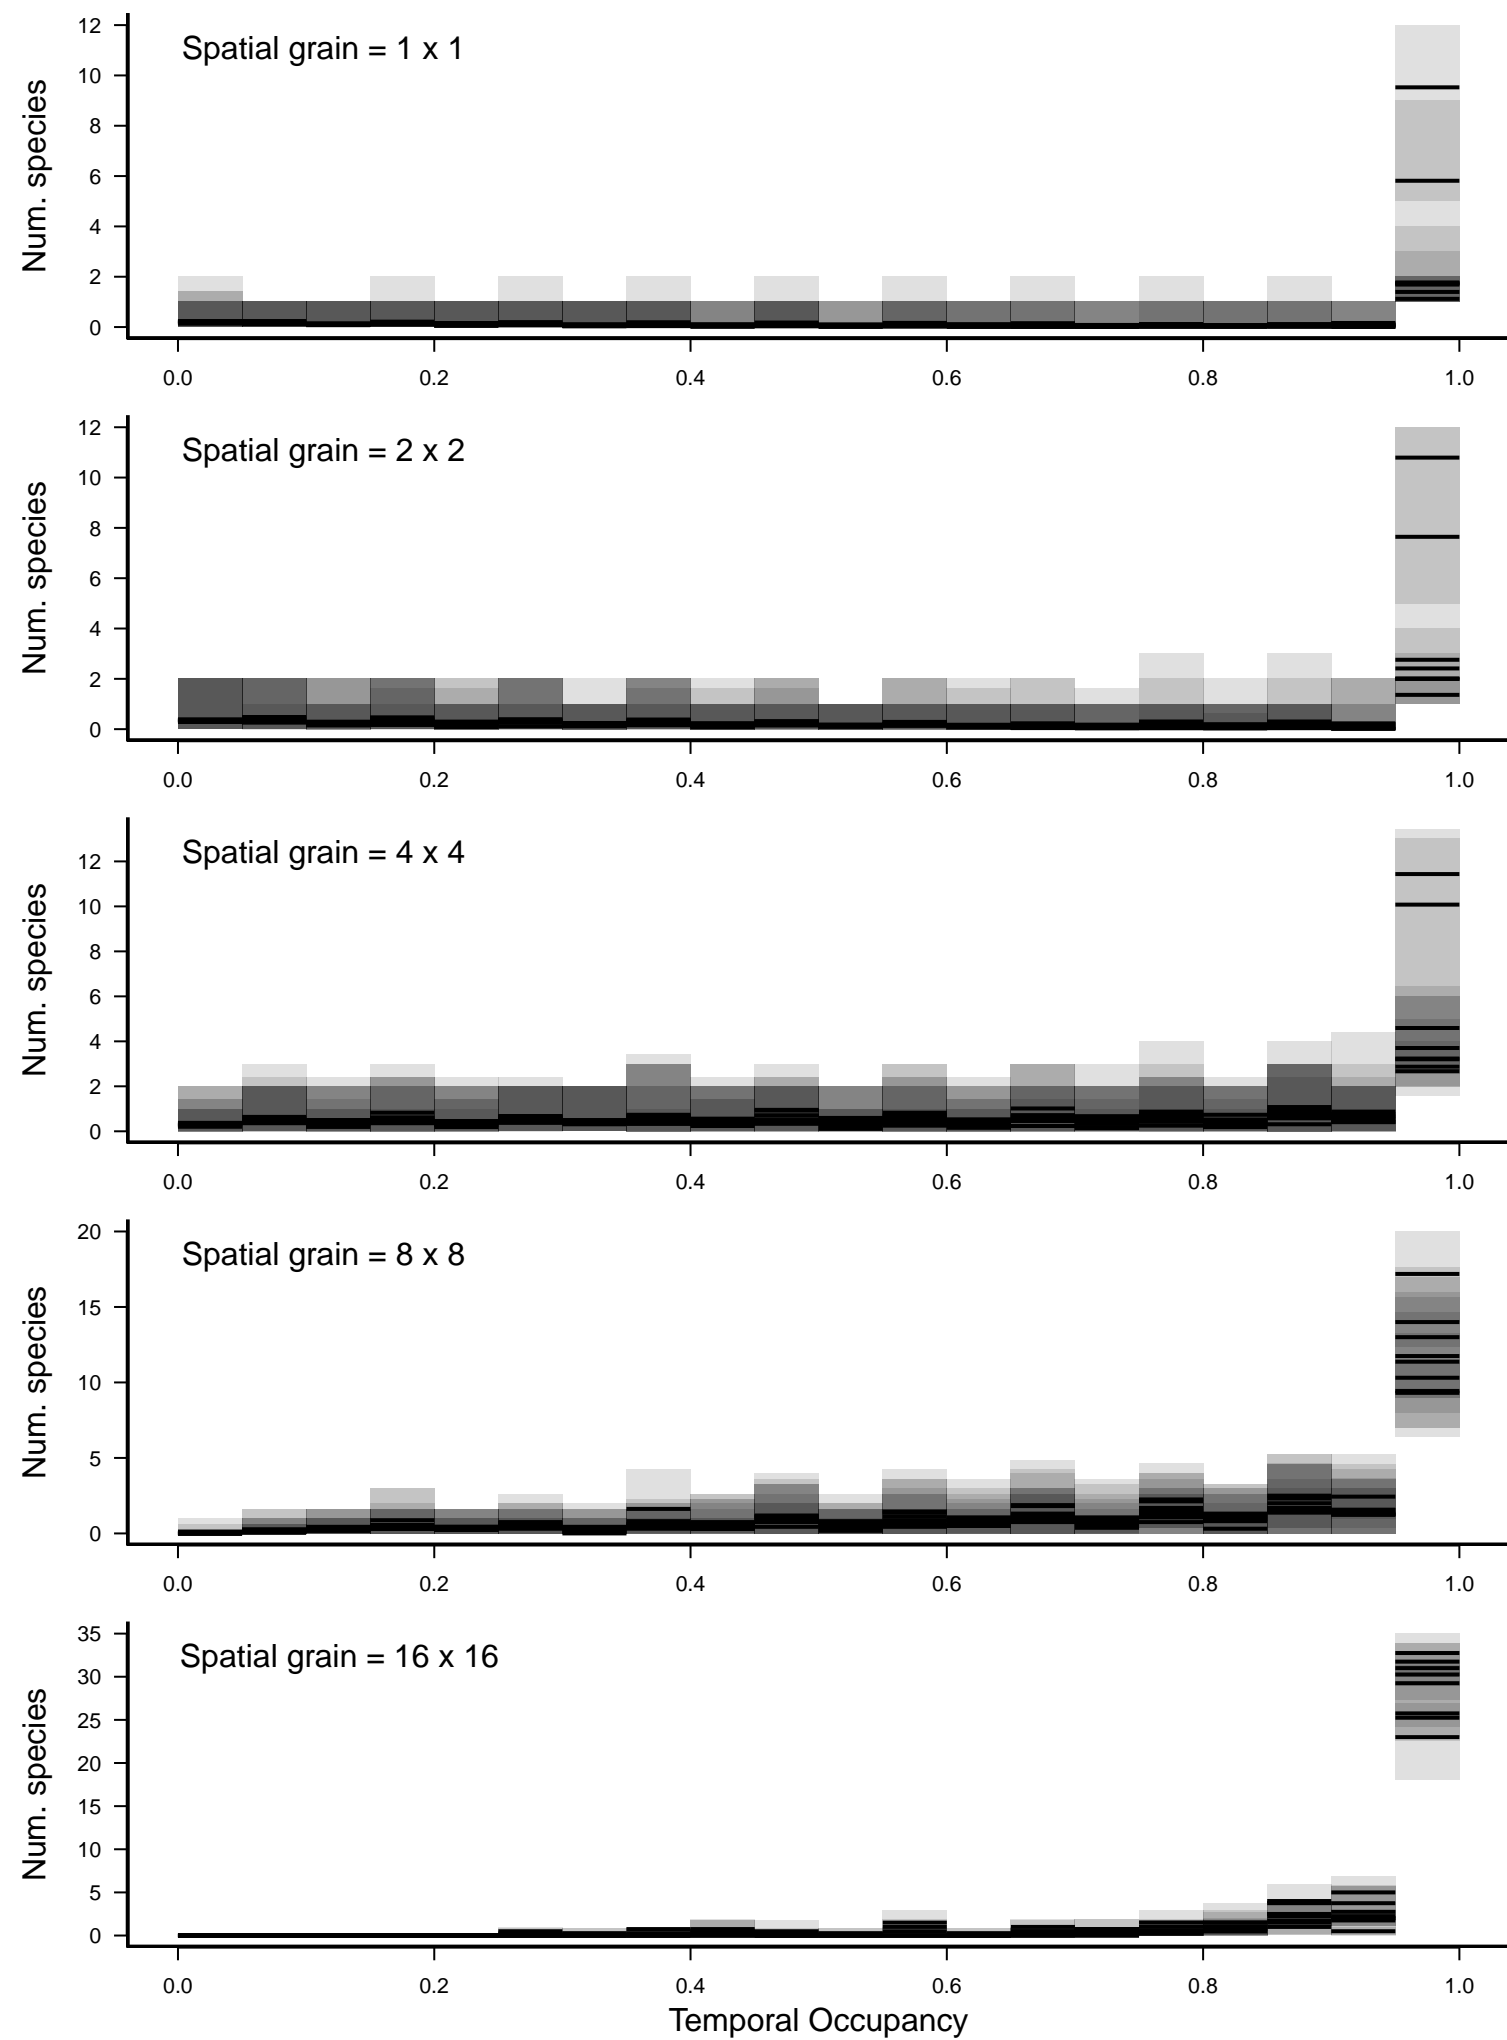 Spatial grain = 1 x 1
Num. species
12
10
8
6
4
2
0
0.0 0.2 0.4 0.6 0.8 1.0
Spatial grain = 2 x 2
Num. species
12
10
8
6
4
2
0
0.0 0.2 0.4 0.6 0.8 1.0
Spatial grain = 4 x 4
Num. species
12
10
8
6
4
2
0
0.0 0.2 0.4 0.6 0.8 1.0
Spatial grain = 8 x 8
Num. species
20
15
10
5
0
0.0 0.2 0.4 0.6 0.8 1.0
Spatial grain = 16 x 16
Num. species
35
30
25
20
15
10
5
0
0.0 0.2 0.4 0.6 0.8 1.0
Temporal Occupancy